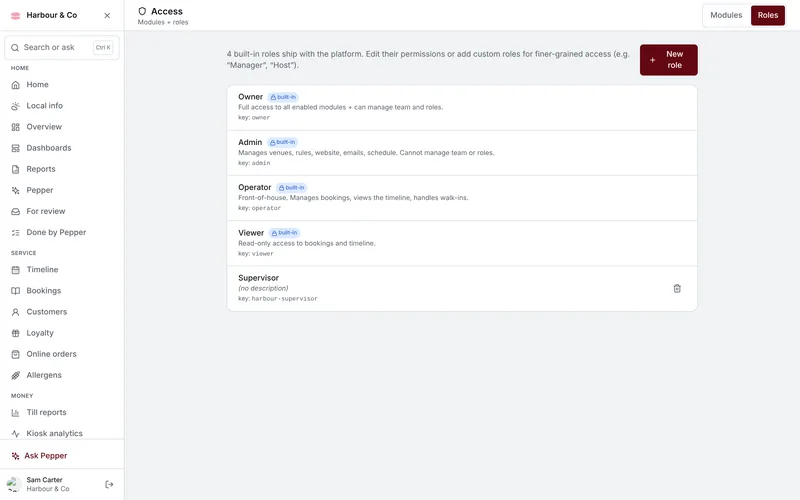 Harbour & Co
Search or ask
Ctrl K
HOME
Home
Local info
Overview
Dashboards
Reports
Pepper
For review
Done by Pepper
SERVICE
Timeline
Bookings
Customers
Loyalty
Online orders
Allergens
MONEY
Till reports
Kiosk analytics
Ask Pepper
Sam Carter
Harbour & Co
Access
Modules + roles
Modules
Roles
4 built-in roles ship with the platform. Edit their permissions or add custom roles for finer-grained access (e.g.
“Manager”, “Host”).
New
role
Owner built-in
Full access to all enabled modules + can manage team and roles.
key: owner
Admin built-in
Manages venues, rules, website, emails, schedule. Cannot manage team or roles.
key: admin
Operator built-in
Front-of-house. Manages bookings, views the timeline, handles walk-ins.
key: operator
Viewer built-in
Read-only access to bookings and timeline.
key: viewer
Supervisor
(no description)
key: harbour-supervisor